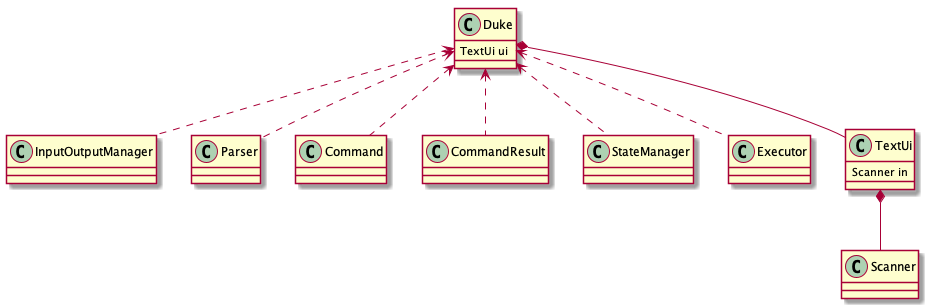 C Duke
TextUi ui
C InputOutputManager
C Parser
C Command
C CommandResult
C StateManager
C Executor
C TextUi
Scanner in
C Scanner